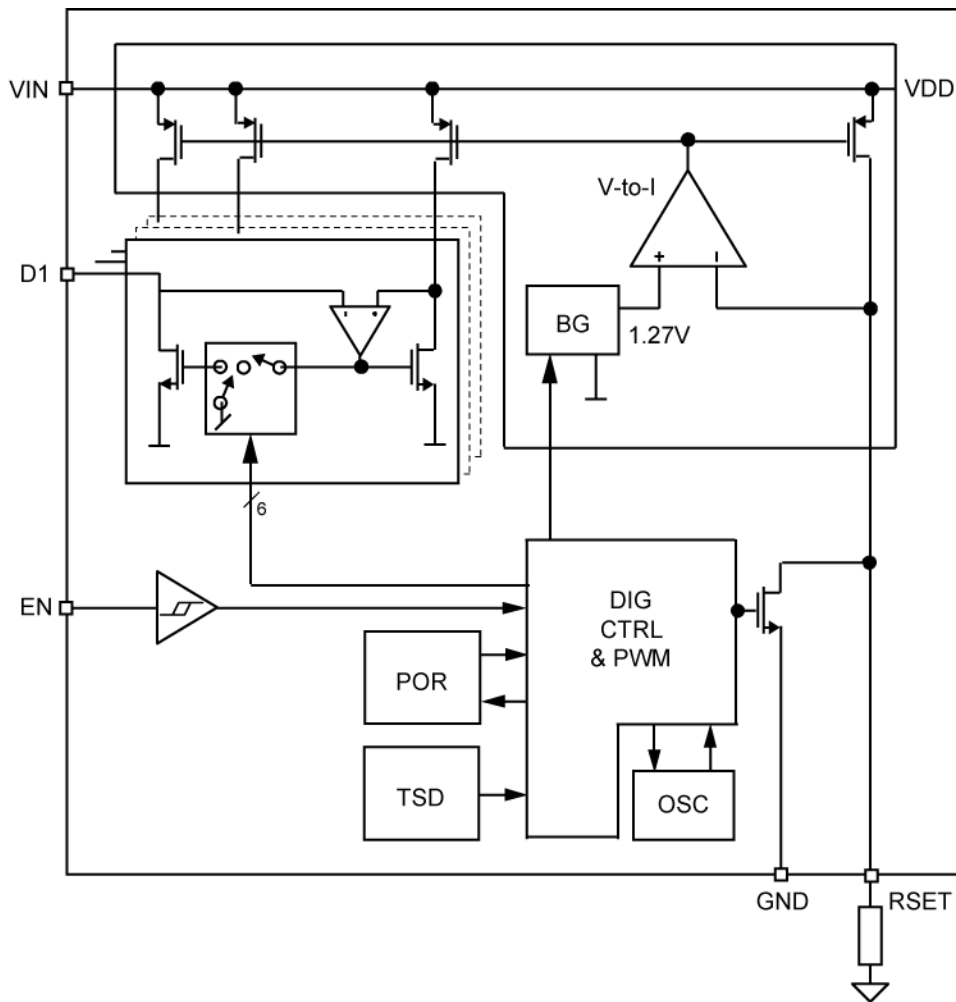 VIN
VDD
V-to-I
+
-
D1
-
+
BG
1.27V
6
EN
DIG
CTRL
& PWM
POR
TSD
OSC
GND
RSET